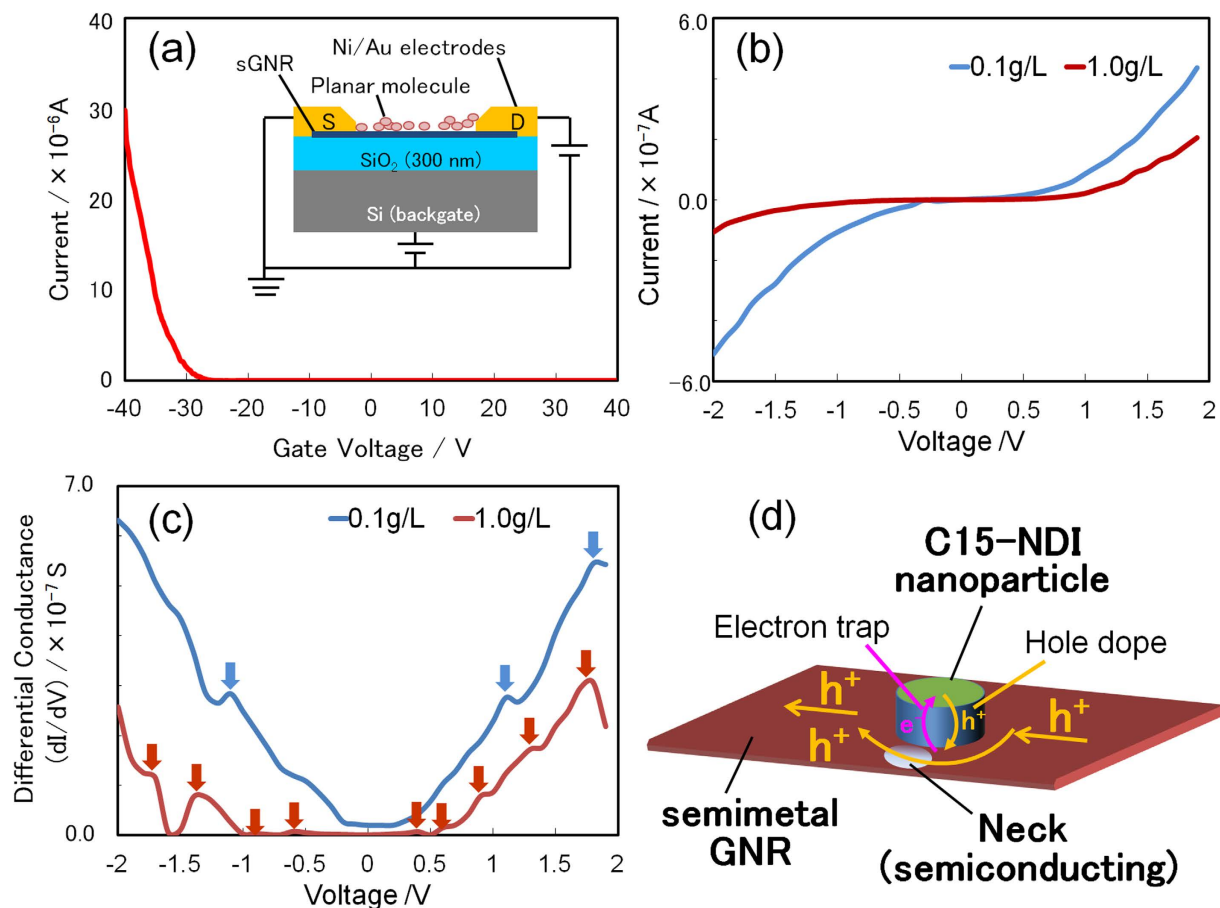 (a)
Current / × 10⁻⁶A
40
30
20
10
0
-40
-30
-20
-10
0
10
20
30
40
Gate Voltage / V
Ni/Au electrodes
sGNR
Planar molecule
S
D
SiO₂ (300 nm)
Si (backgate)
(b)
0.1g/L
1.0g/L
Current / × 10⁻⁷A
6.0
0.0
−6.0
-2
-1.5
-1
-0.5
0
0.5
1
1.5
2
Voltage /V
(c)
0.1g/L
1.0g/L
Differential Conductance
(dI/dV) / × 10⁻⁷ S
7.0
0.0
-2
-1.5
-1
-0.5
0
0.5
1
1.5
2
Voltage /V
(d)
C15-NDI
nanoparticle
Electron trap
Hole dope
h⁺
e⁻
h⁺
h⁺
h⁺
semimetal
GNR
Neck
(semiconducting)